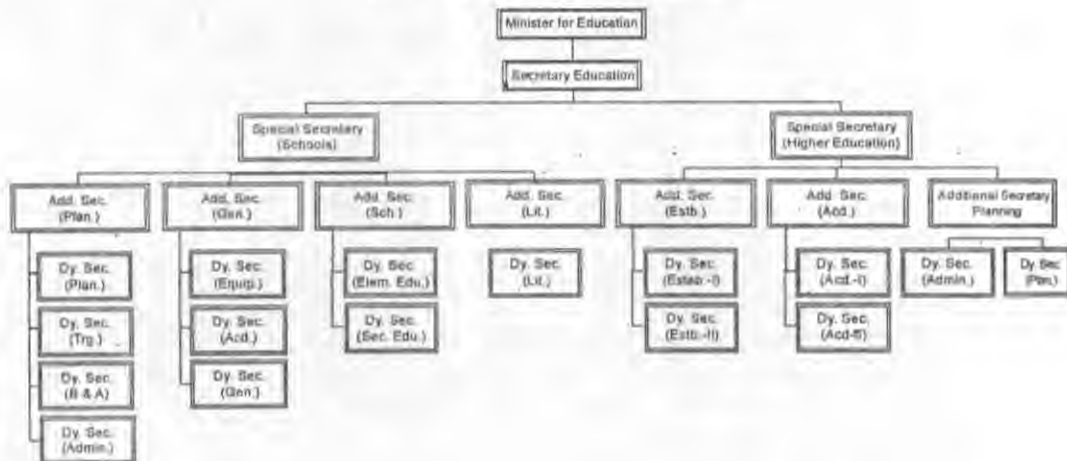 Minister for Education
Secretary Education
Special Secretary
(Schools)
Special Secretary
(Higher Education)
Add. Sec.
(Plan.)
Add. Sec.
(Gen.)
Add. Sec.
(Sch.)
Add. Sec.
(Lit.)
Add. Sec.
(Estb.)
Add. Sec.
(Acd.)
Additional Secretary
Planning
Dy. Sec.
(Plan.)
Dy. Sec.
(Equip.)
Dy. Sec.
(Elem. Edu.)
Dy. Sec.
(Lit.)
Dy. Sec.
(Estab.-I)
Dy. Sec.
(Acd.-I)
Dy. Sec.
(Admin.)
Dy Sec
(Plan.)
Dy. Sec.
(Trg.)
Dy. Sec.
(Acd.)
Dy. Sec.
(Sec. Edu.)
Dy. Sec.
(Estb.-II)
Dy. Sec.
Dy. Sec.
(B & A)
Dy. Sec.
(Gen.)
Dy. Sec.
(Admin.)